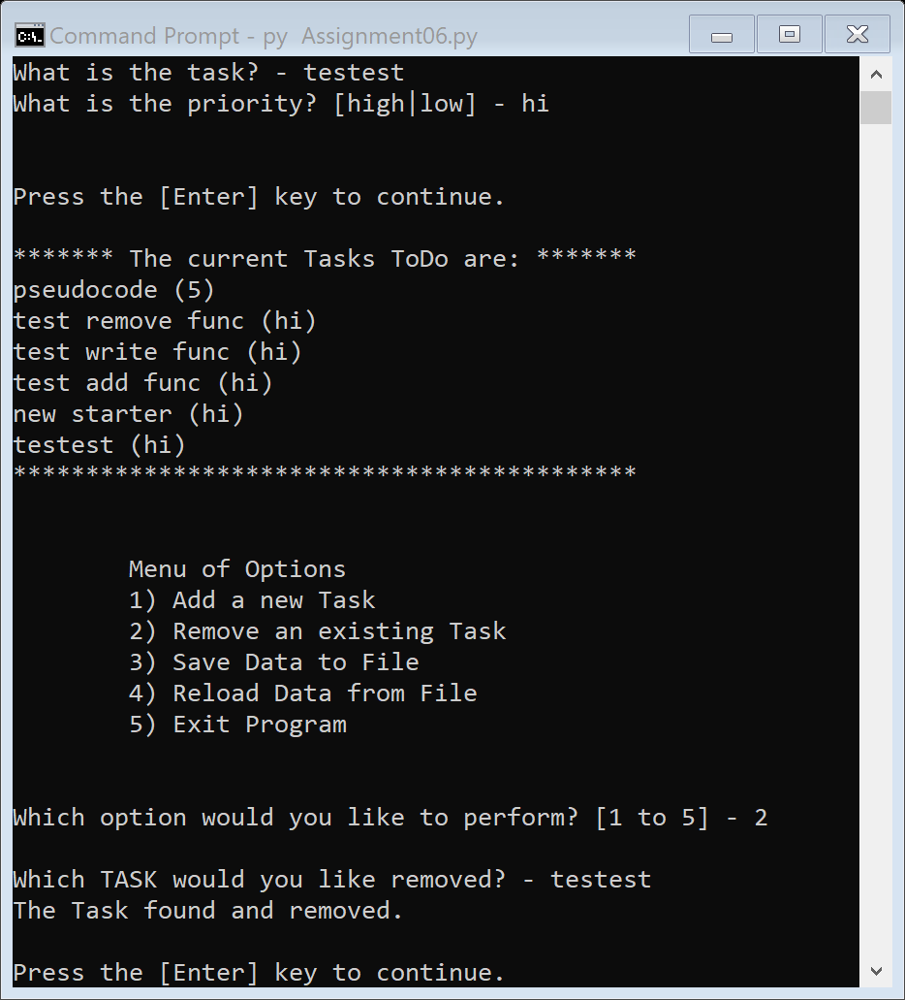 Command Prompt - py Assignment06.py
What is the task? - testest
What is the priority? [high|low] - hi
Press the [Enter] key to continue.
******* The current Tasks ToDo are: *******
pseudocode (5)
test remove func (hi)
test write func (hi)
test add func (hi)
new starter (hi)
testest (hi)
*******************************************
Menu of Options
1) Add a new Task
2) Remove an existing Task
3) Save Data to File
4) Reload Data from File
5) Exit Program
Which option would you like to perform? [1 to 5] - 2
Which TASK would you like removed? - testest
The Task found and removed.
Press the [Enter] key to continue.